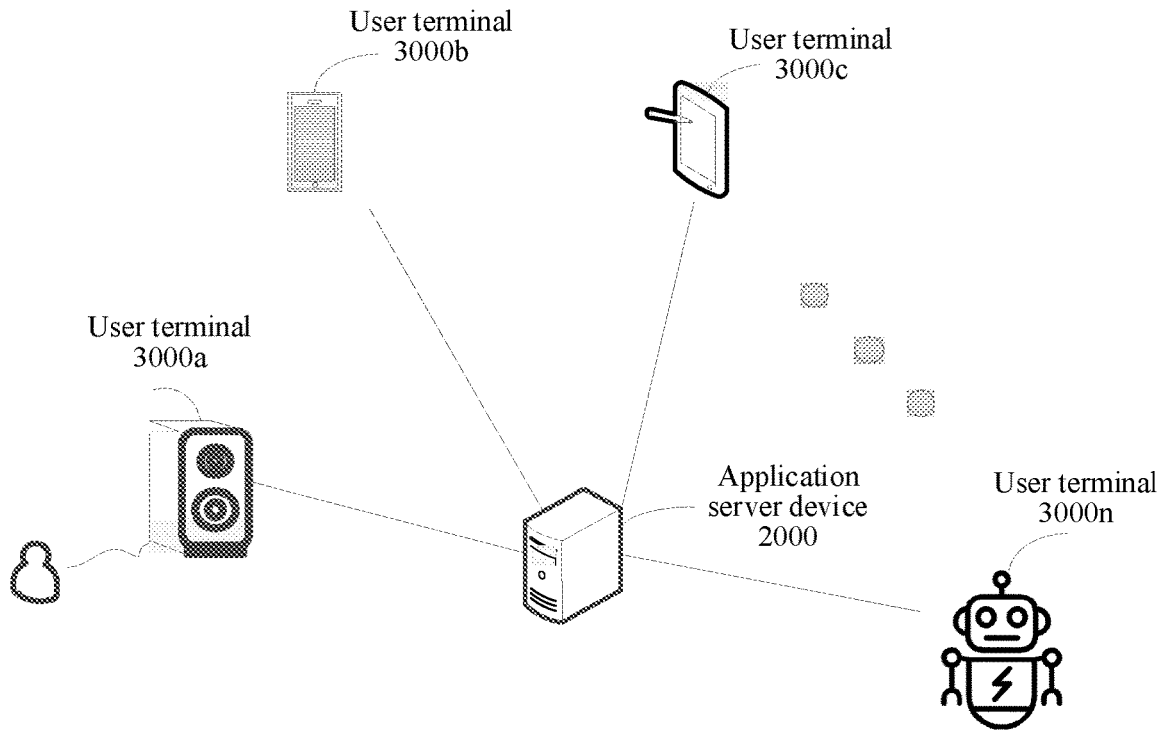 User terminal
3000b
User terminal
3000c
User terminal
3000a
Application
server device
2000
User terminal
3000n